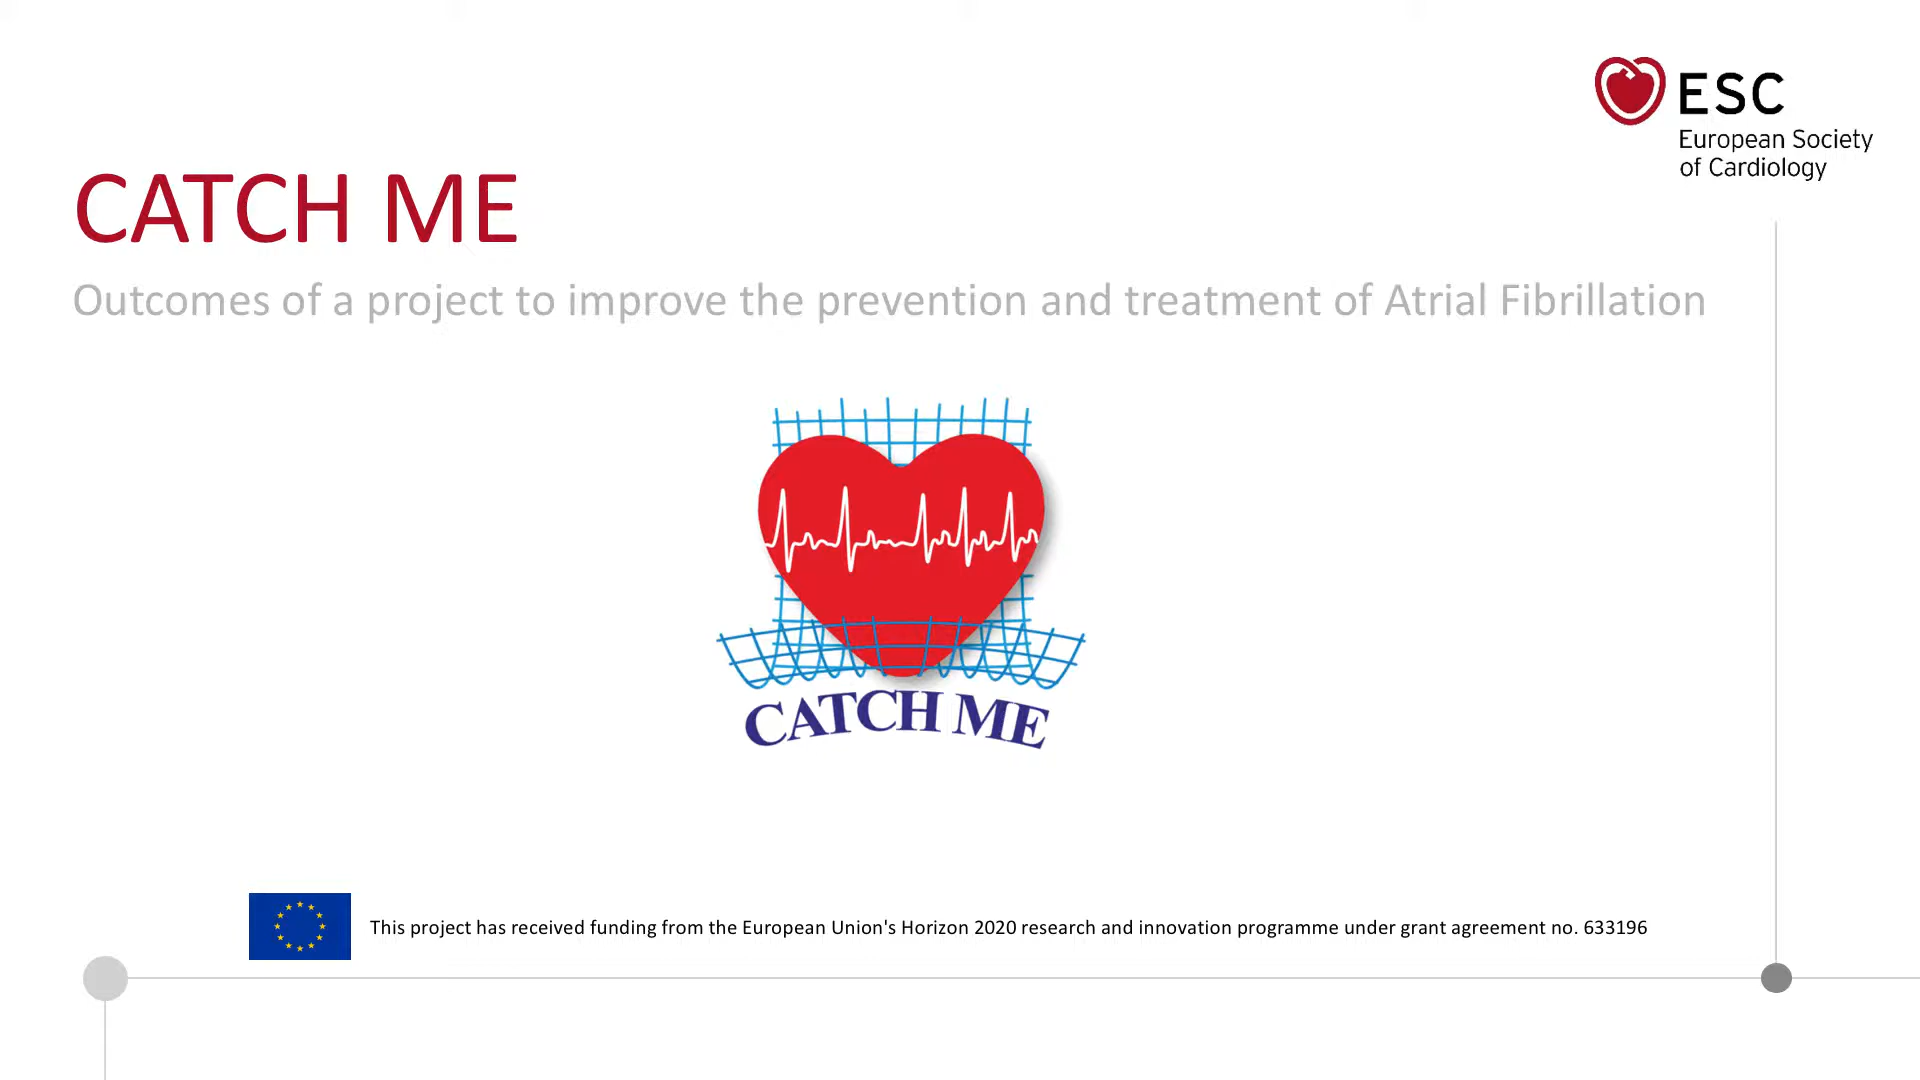 ESC
European Society
of Cardiology
CATCH ME
Outcomes of a project to improve the prevention and treatment of Atrial Fibrillation
CATCH ME
This project has received funding from the European Union's Horizon 2020 research and innovation programme under grant agreement no. 633196